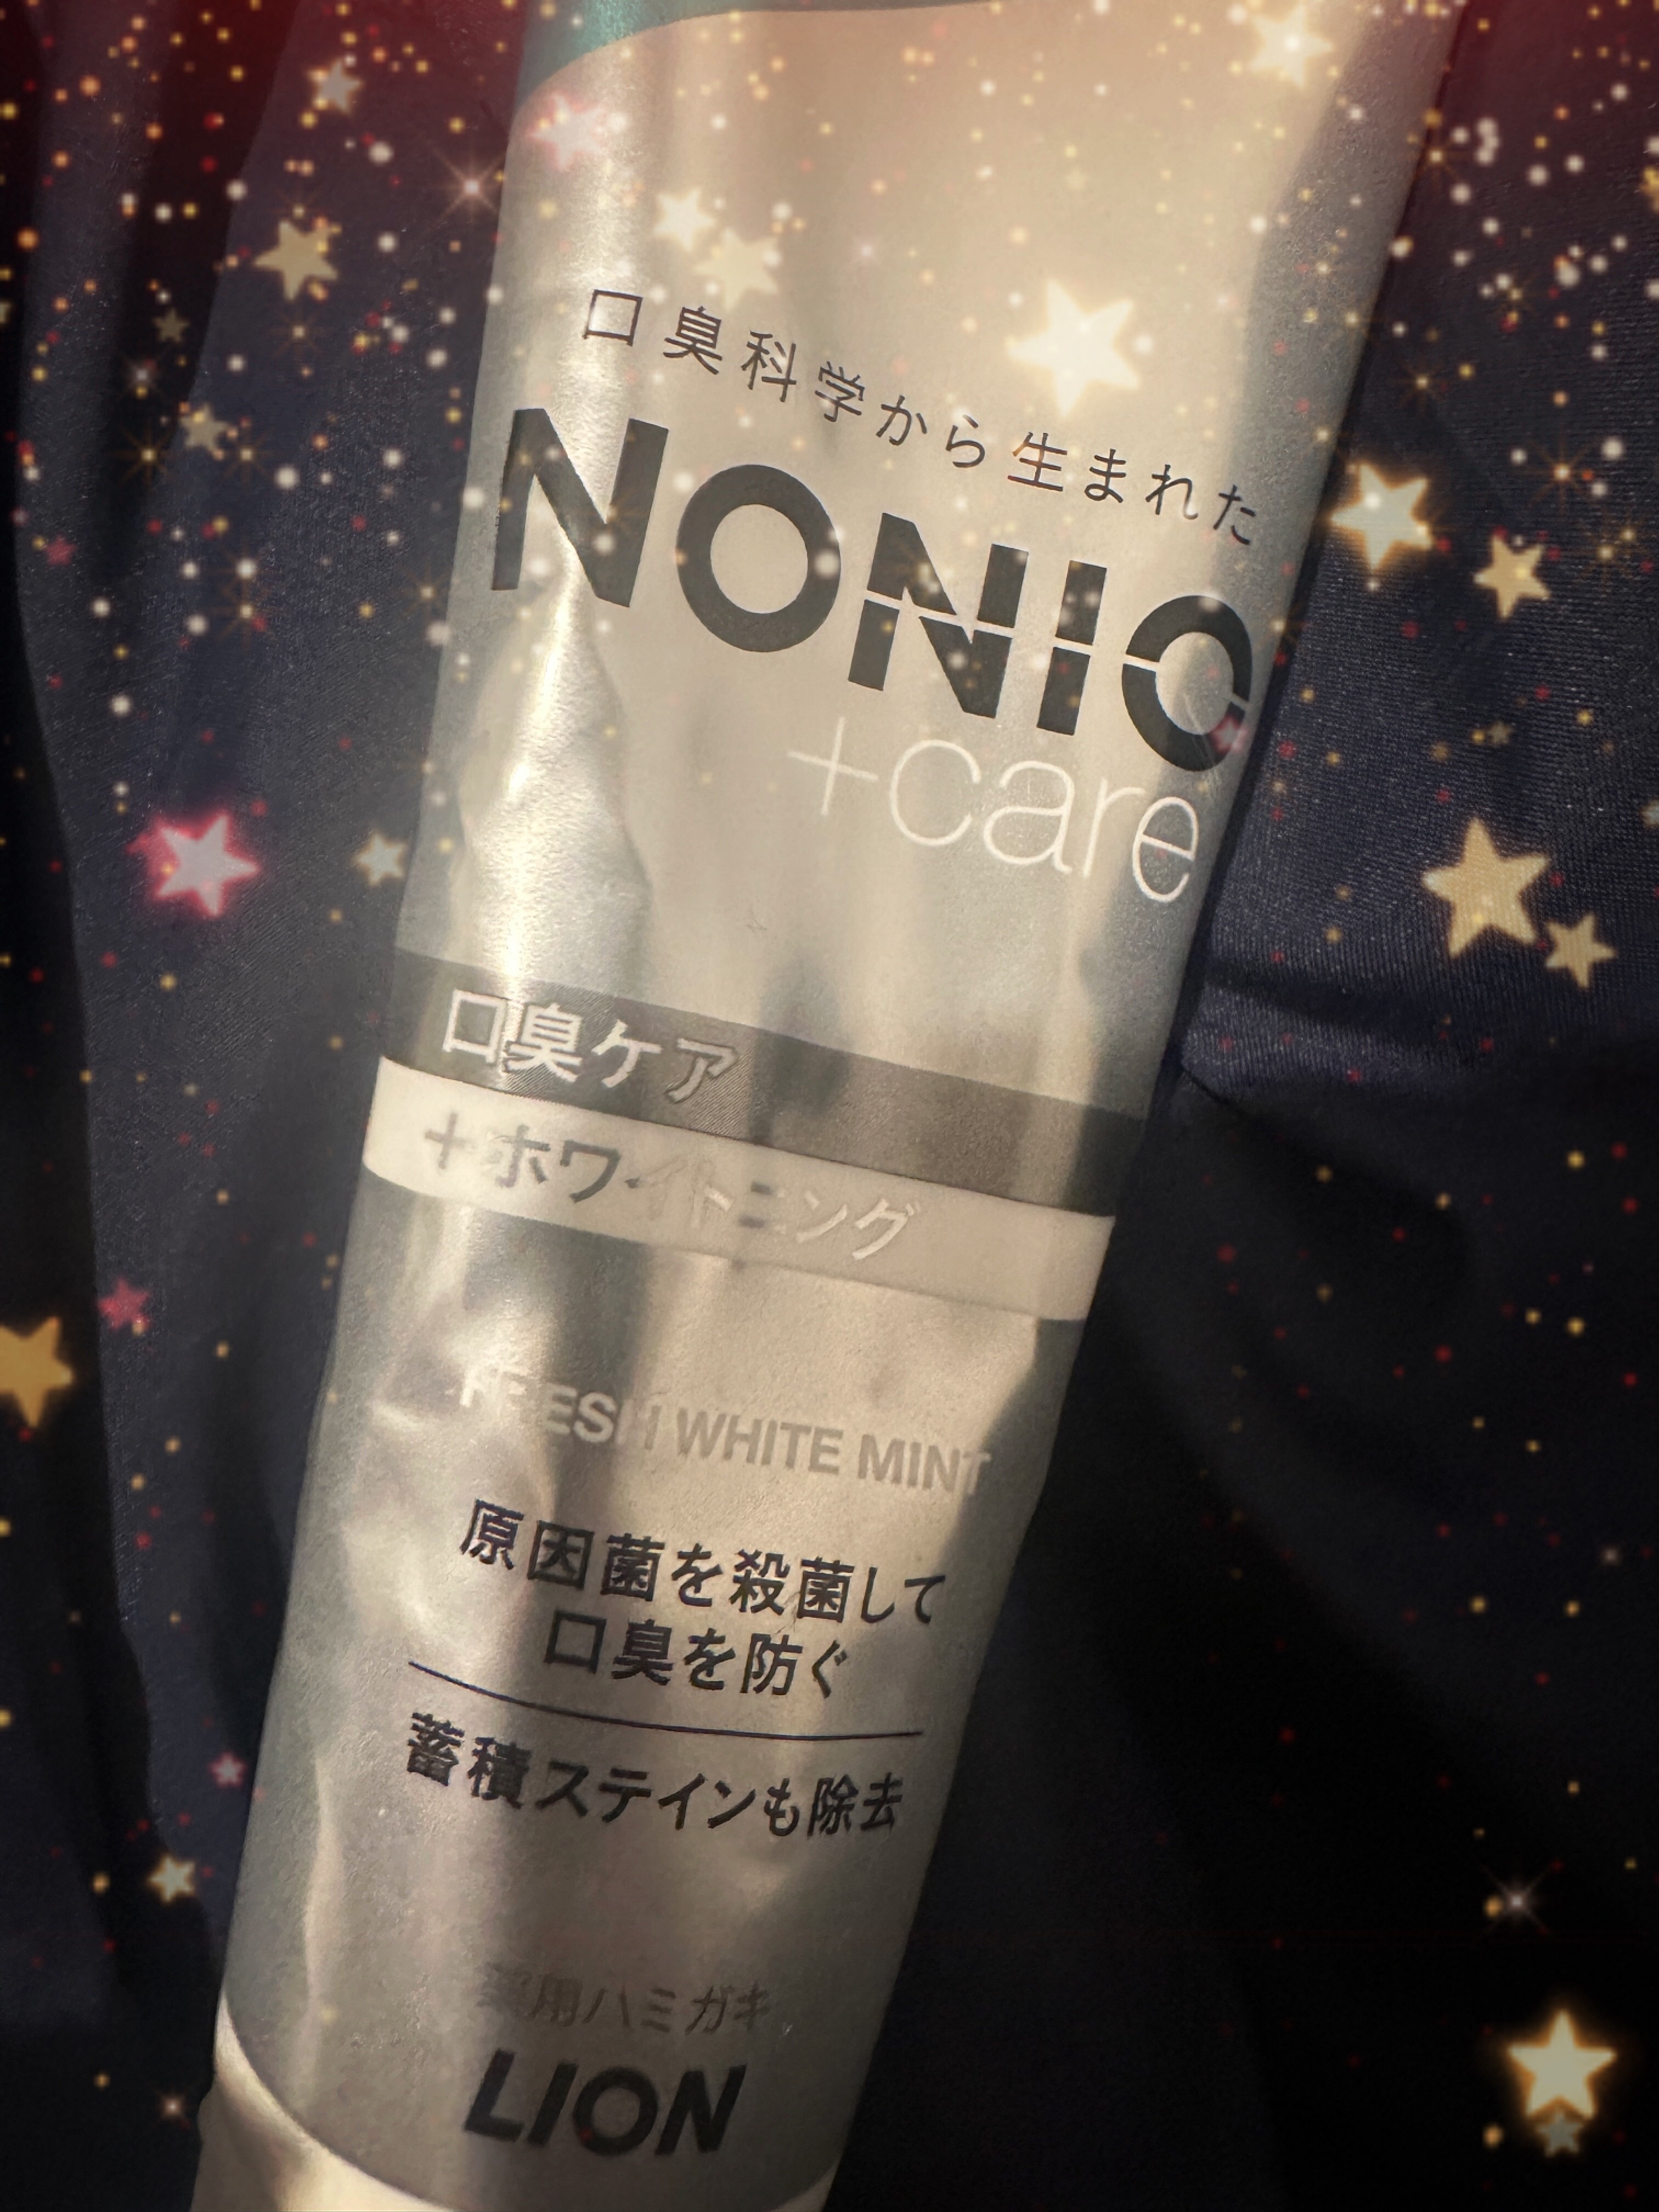 口臭科学から生まれた
NONIO
+care
口臭ケア
+ホワイトニング
FRESH WHITE MINT
原因菌を殺菌して
口臭を防ぐ
蓄積ステインも除去
薬用ハミガキ
LION